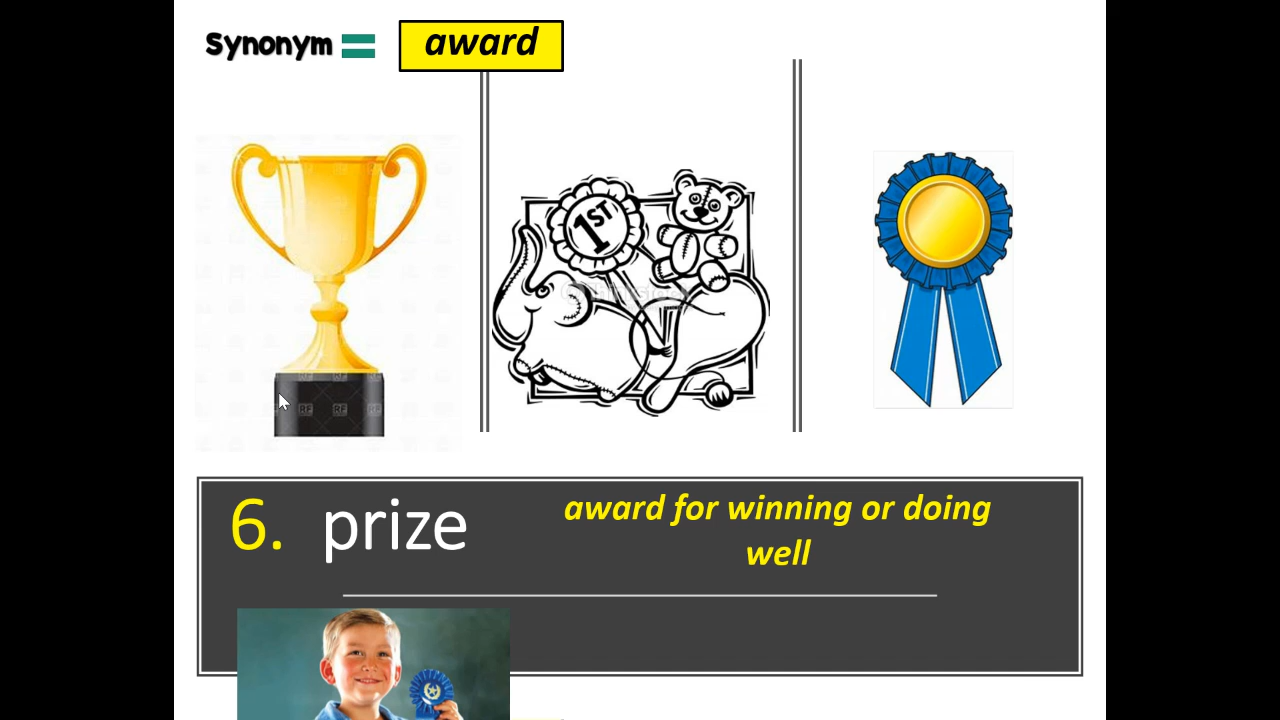 Synonym = award
1ST
6. prize
award for winning or doing
well